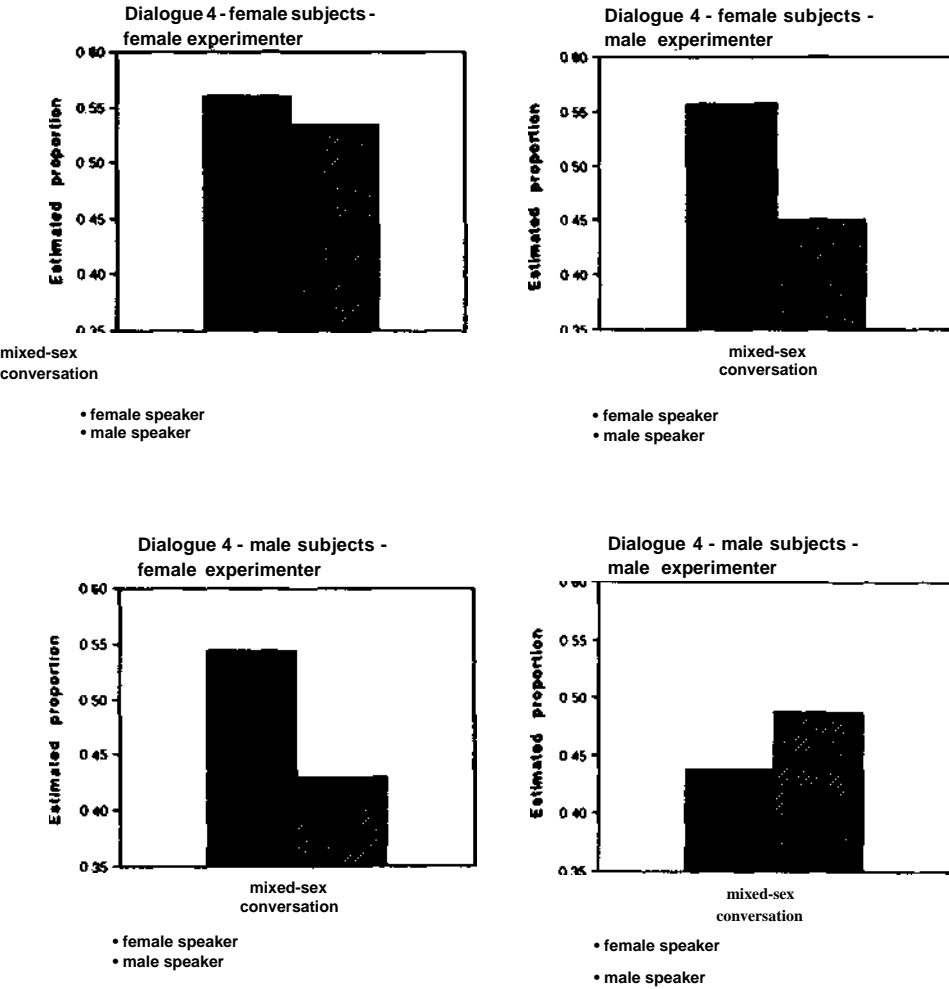 Dialogue 4 - female subjects -
female experimenter
Estimated proportion
0 60
0 55
0 50
0 45
0 40
0 35
mixed-sex
conversation
• female speaker
• male speaker
Dialogue 4 - female subjects -
male experimenter
Estimated proportion
0 60
0 55
0 50
0 45
0 40
0 35
mixed-sex
conversation
• female speaker
• male speaker
Dialogue 4 - male subjects -
female experimenter
Estimated proportion
0 60
0 55
0 50
0 45
0 40
0 35
mixed-sex
conversation
• female speaker
• male speaker
Dialogue 4 - male subjects -
male experimenter
Estimated proportion
0 60
0 55
0 50
0 45
0 40
0 35
mixed-sex
conversation
• female speaker
• male speaker